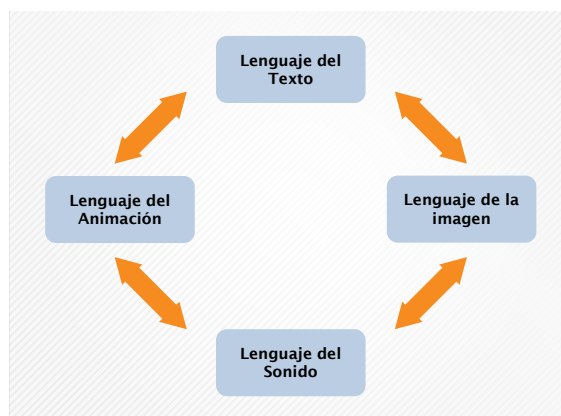 Lenguaje del
Texto
Lenguaje del
Animación
Lenguaje de la
imagen
Lenguaje del
Sonido